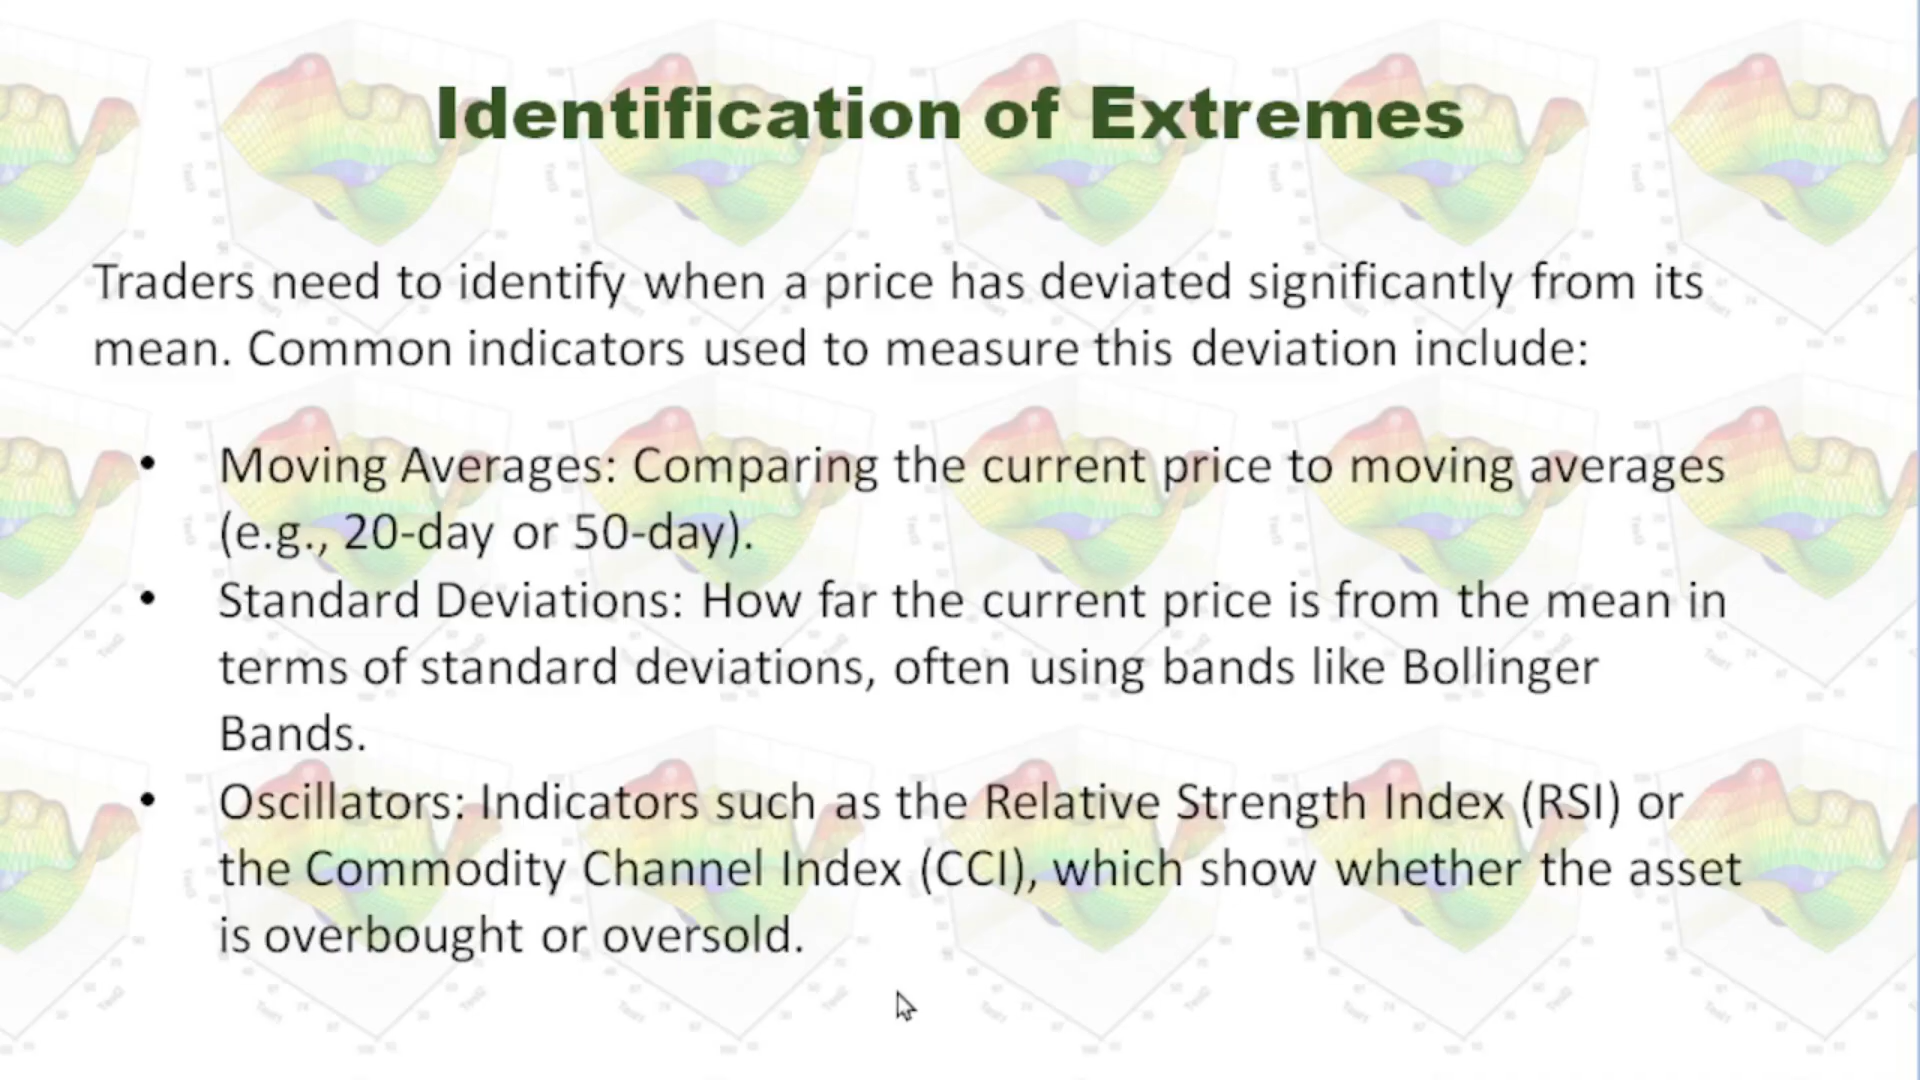 Identification of Extremes
Traders need to identify when a price has deviated significantly from its
mean. Common indicators used to measure this deviation include:
• Moving Averages: Comparing the current price to moving averages
(e.g., 20-day or 50-day).
• Standard Deviations: How far the current price is from the mean in
terms of standard deviations, often using bands like Bollinger
Bands.
• Oscillators: Indicators such as the Relative Strength Index (RSI) or
the Commodity Channel Index (CCI), which show whether the asset
is overbought or oversold.